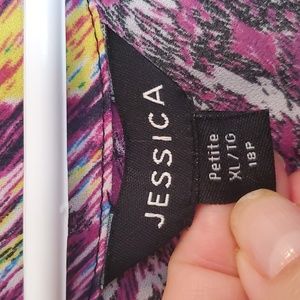 JESSICA
Petite
XL/TG
18P